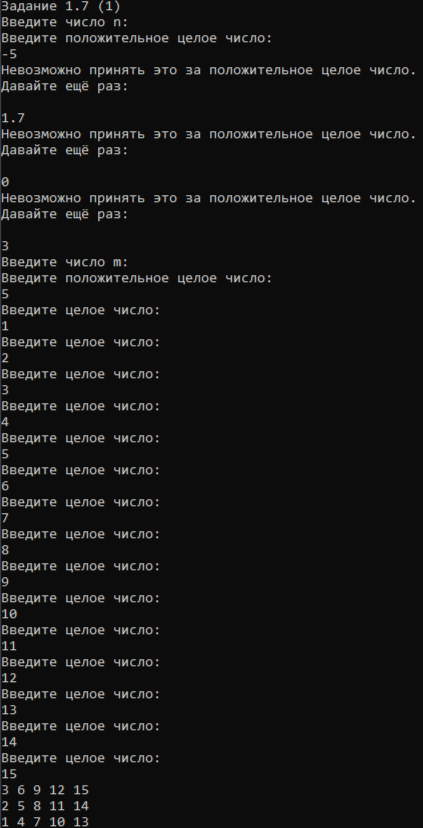 Задание 1.7 (1)
Введите число n:
Введите положительное целое число:
-5
Невозможно принять это за положительное целое число.
Давайте ещё раз:
1.7
Невозможно принять это за положительное целое число.
Давайте ещё раз:
0
Невозможно принять это за положительное целое число.
Давайте ещё раз:
3
Введите число m:
Введите положительное целое число:
5
Введите целое число:
1
Введите целое число:
2
Введите целое число:
3
Введите целое число:
4
Введите целое число:
5
Введите целое число:
6
Введите целое число:
7
Введите целое число:
8
Введите целое число:
9
Введите целое число:
10
Введите целое число:
11
Введите целое число:
12
Введите целое число:
13
Введите целое число:
14
Введите целое число:
15
3 6 9 12 15
2 5 8 11 14
1 4 7 10 13